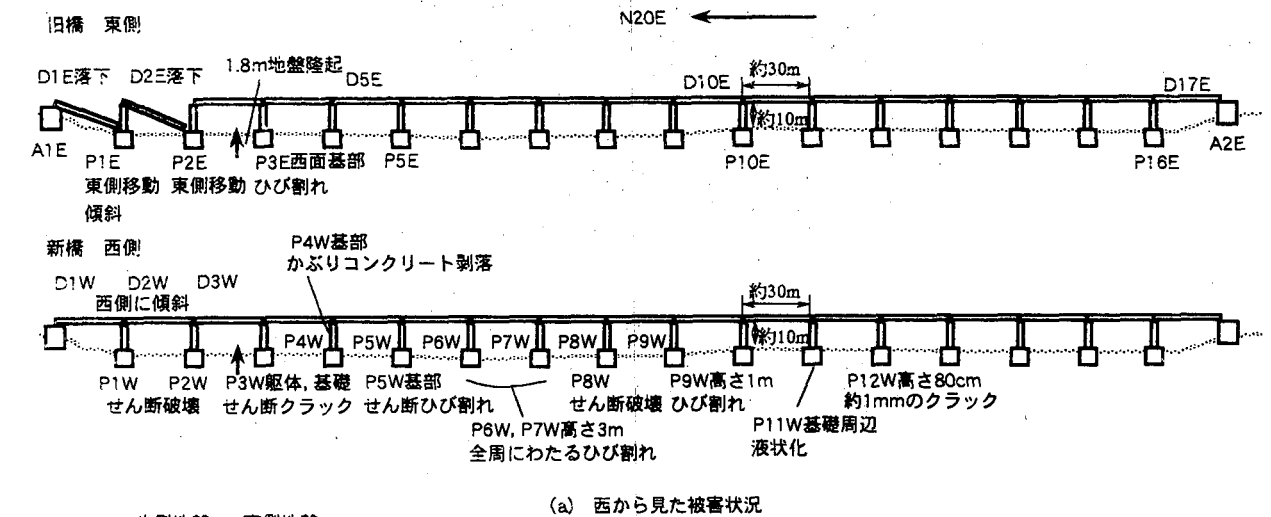 N20E
旧橋 東側
D1E落下 D2E落下 1.8m地盤隆起 D5E D10E 約30m D17E
約10m
A1E P1E P2E P3E西面基部 P5E P10E P16E A2E
東側移動 東側移動 ひび割れ
傾斜
新橋 西側
P4W基部
かぶりコンクリート剥落
D1W D2W D3W
西側に傾斜
約30m
P4W P5W P6W P7W P8W P9W 約10m
P1W P2W P3W躯体,基礎 P5W基部 P8W P9W高さ1m P12W高さ80cm
せん断破壊 せん断クラック せん断ひび割れ せん断破壊 ひび割れ 約1mmのクラック
P6W, P7W高さ3m P11W基礎周辺
全周にわたるひび割れ 液状化
(a) 西から見た被害状況